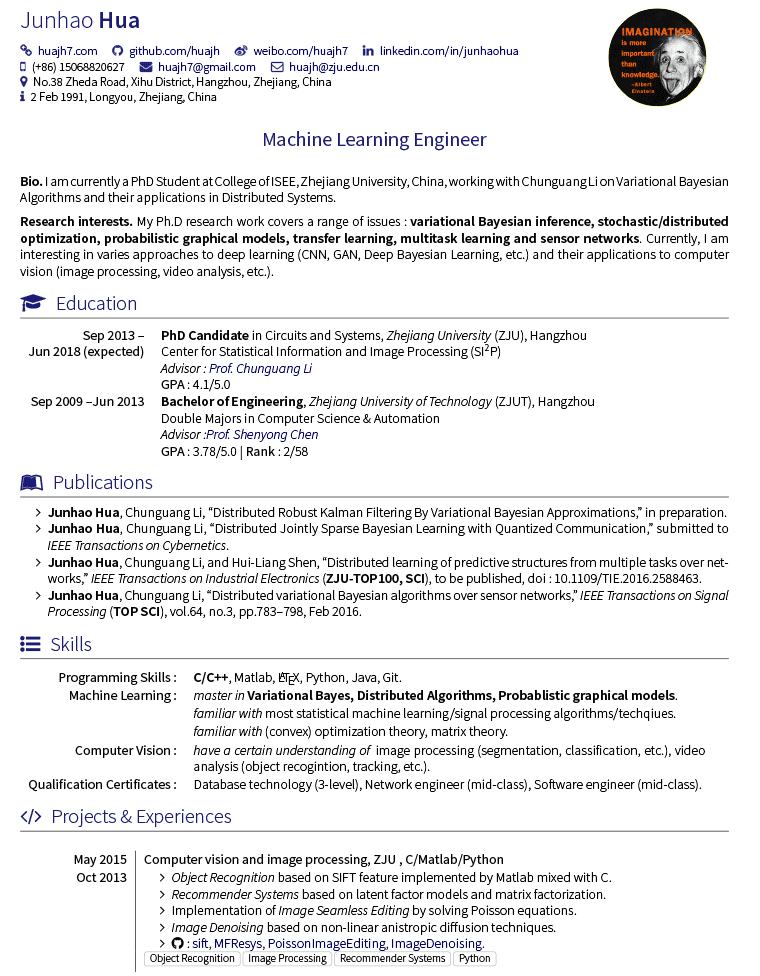 Junhao Hua
huajh7.com github.com/huajh weibo.com/huajh7 linkedin.com/in/junhaohua
(+86) 15068820627 huajh7@gmail.com huajh@zju.edu.cn
No.38 Zheda Road, Xihu District, Hangzhou, Zhejiang, China
2 Feb 1991, Longyou, Zhejiang, China
IMAGINATION
is more
important
than
knowledge.
-Albert
Einstein
Machine Learning Engineer
Bio. I am currently a PhD Student at College of ISEE, Zhejiang University, China, working with Chunguang Li on Variational Bayesian
Algorithms and their applications in Distributed Systems.
Research interests. My Ph.D research work covers a range of issues : variational Bayesian inference, stochastic/distributed
optimization, probabilistic graphical models, transfer learning, multitask learning and sensor networks. Currently, I am
interesting in varies approaches to deep learning (CNN, GAN, Deep Bayesian Learning, etc.) and their applications to computer
vision (image processing, video analysis, etc.).
Education
Sep 2013 – PhD Candidate in Circuits and Systems, Zhejiang University (ZJU), Hangzhou
Jun 2018 (expected) Center for Statistical Information and Image Processing (SI²P)
Advisor : Prof. Chunguang Li
GPA : 4.1/5.0
Sep 2009 –Jun 2013 Bachelor of Engineering, Zhejiang University of Technology (ZJUT), Hangzhou
Double Majors in Computer Science & Automation
Advisor :Prof. Shenyong Chen
GPA : 3.78/5.0 | Rank : 2/58
Publications
Junhao Hua, Chunguang Li, “Distributed Robust Kalman Filtering By Variational Bayesian Approximations,” in preparation.
Junhao Hua, Chunguang Li, “Distributed Jointly Sparse Bayesian Learning with Quantized Communication,” submitted to
IEEE Transactions on Cybernetics.
Junhao Hua, Chunguang Li, and Hui-Liang Shen, “Distributed learning of predictive structures from multiple tasks over net-
works,” IEEE Transactions on Industrial Electronics (ZJU-TOP100, SCI), to be published, doi : 10.1109/TIE.2016.2588463.
Junhao Hua, Chunguang Li, “Distributed variational Bayesian algorithms over sensor networks,” IEEE Transactions on Signal
Processing (TOP SCI), vol.64, no.3, pp.783–798, Feb 2016.
Skills
Programming Skills : C/C++, Matlab, LATEX, Python, Java, Git.
Machine Learning : master in Variational Bayes, Distributed Algorithms, Probablistic graphical models.
familiar with most statistical machine learning/signal processing algorithms/techqiues.
familiar with (convex) optimization theory, matrix theory.
Computer Vision : have a certain understanding of image processing (segmentation, classification, etc.), video
analysis (object recogintion, tracking, etc.).
Qualification Certificates : Database technology (3-level), Network engineer (mid-class), Software engineer (mid-class).
Projects & Experiences
May 2015 Computer vision and image processing, ZJU , C/Matlab/Python
Oct 2013 Object Recognition based on SIFT feature implemented by Matlab mixed with C.
Recommender Systems based on latent factor models and matrix factorization.
Implementation of Image Seamless Editing by solving Poisson equations.
Image Denoising based on non-linear anistropic diffusion techniques.
: sift, MFResys, PoissonImageEditing, ImageDenoising.
Object Recognition Image Processing Recommender Systems Python